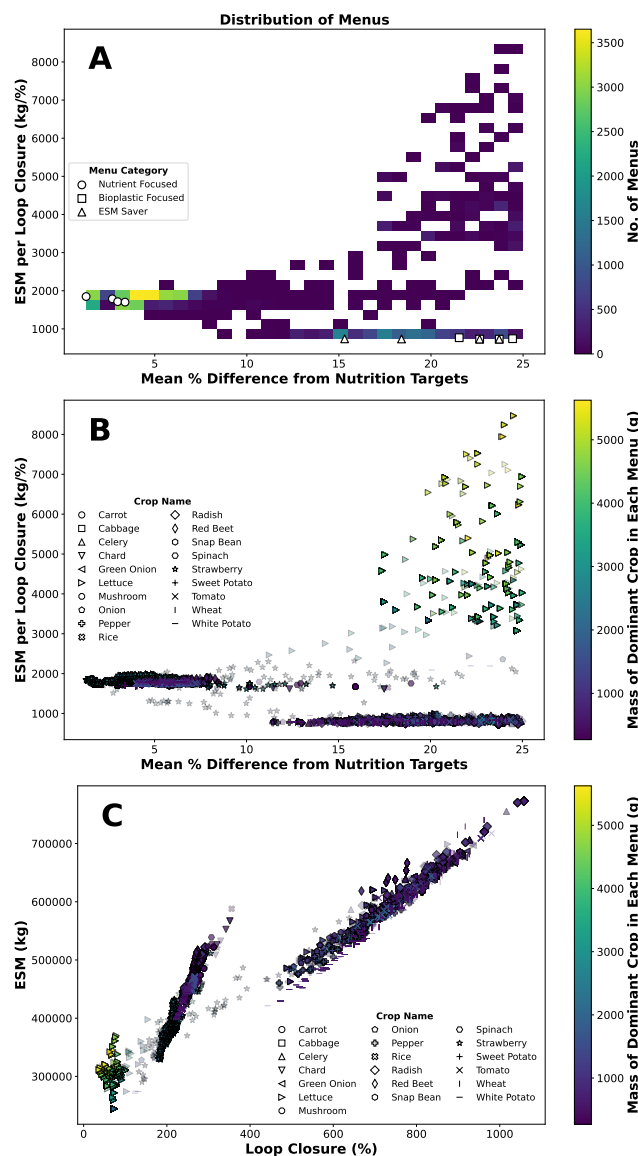 Distribution of Menus
A
ESM per Loop Closure (kg/%)
8000
7000
6000
5000
4000
3000
2000
1000
Menu Category
Nutrient Focused
Bioplastic Focused
ESM Saver
5
10
15
20
25
Mean % Difference from Nutrition Targets
3500
3000
2500
2000
1500
1000
500
0
No. of Menus
B
ESM per Loop Closure (kg/%)
8000
7000
6000
5000
4000
3000
2000
1000
Crop Name
Carrot
Cabbage
Celery
Chard
Green Onion
Lettuce
Mushroom
Onion
Pepper
Rice
Radish
Red Beet
Snap Bean
Spinach
Strawberry
Sweet Potato
Tomato
Wheat
White Potato
5
10
15
20
25
Mean % Difference from Nutrition Targets
5000
4000
3000
2000
1000
Mass of Dominant Crop in Each Menu (g)
C
ESM (kg)
700000
600000
500000
400000
300000
Crop Name
Carrot
Cabbage
Celery
Chard
Green Onion
Lettuce
Mushroom
Onion
Pepper
Rice
Radish
Red Beet
Snap Bean
Spinach
Strawberry
Sweet Potato
Tomato
Wheat
White Potato
0
200
400
600
800
1000
Loop Closure (%)
5000
4000
3000
2000
1000
Mass of Dominant Crop in Each Menu (g)